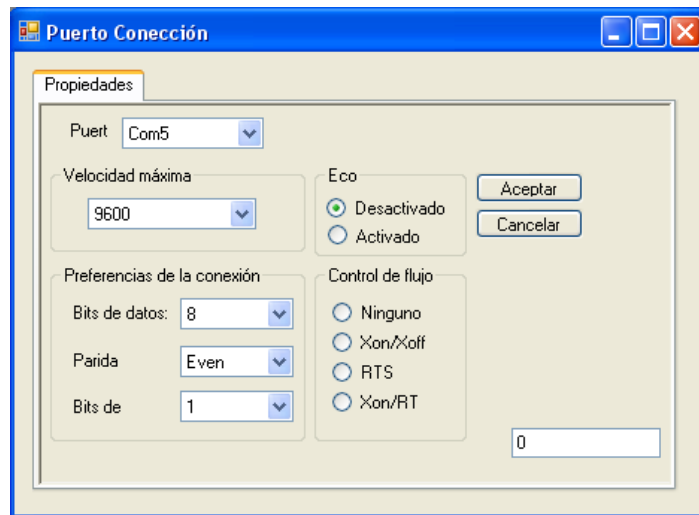 Puerto Conección
Propiedades
Puert Com5
Velocidad máxima
9600
Eco
Desactivado
Activado
Aceptar
Cancelar
Preferencias de la conexión
Bits de datos: 8
Parida Even
Bits de 1
Control de flujo
Ninguno
Xon/Xoff
RTS
Xon/RT
0